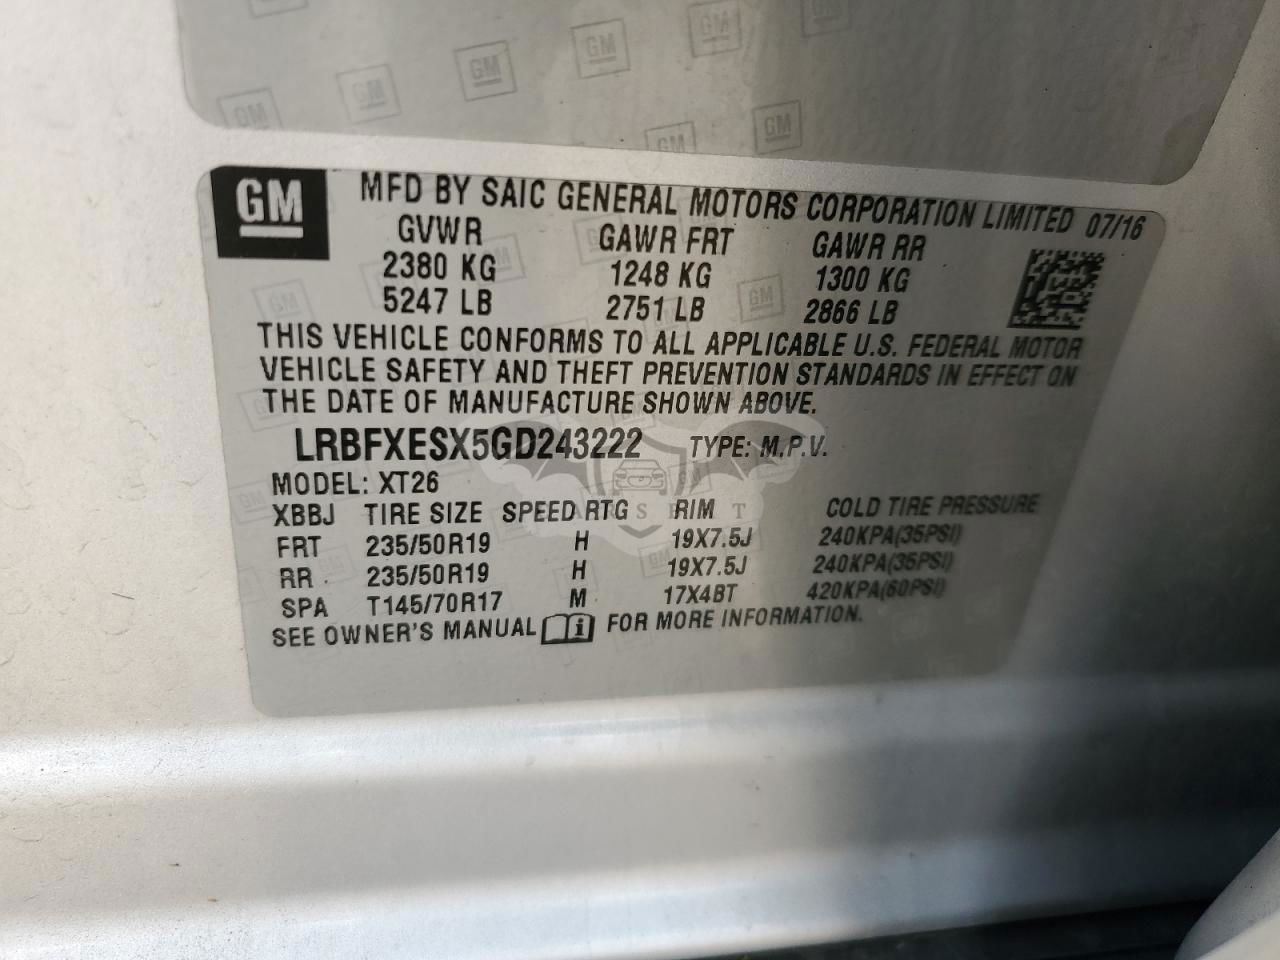 GM MFD BY SAIC GENERAL MOTORS CORPORATION LIMITED 07/16
GVWR GAWR FRT GAWR RR
2380 KG 1248 KG 1300 KG
5247 LB 2751 LB 2866 LB
THIS VEHICLE CONFORMS TO ALL APPLICABLE U.S. FEDERAL MOTOR
VEHICLE SAFETY AND THEFT PREVENTION STANDARDS IN EFFECT ON
THE DATE OF MANUFACTURE SHOWN ABOVE.
LRBFXESX5GD243222 TYPE: M.P.V.
MODEL: XT26
XBBJ TIRE SIZE SPEED RTG RIM COLD TIRE PRESSURE
FRT 235/50R19 H 19X7.5J 240KPA(35PSI)
RR 235/50R19 H 19X7.5J 240KPA(35PSI)
SPA T145/70R17 M 17X4BT 420KPA(60PSI)
SEE OWNER'S MANUAL FOR MORE INFORMATION.